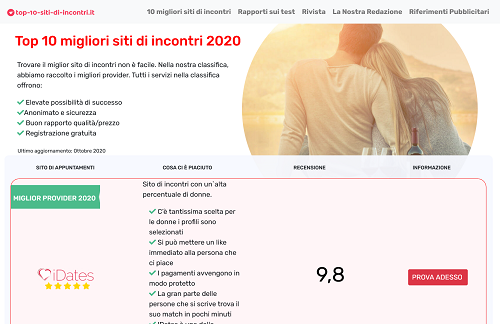 top-10-siti-di-incontri.it
10 migliori siti di incontri Rapporti sui test Rivista La Nostra Redazione Riferimenti Pubblicitari
Top 10 migliori siti di incontri 2020
Trovare il miglior sito di incontri non è facile. Nella nostra classifica,
abbiamo raccolto i migliori provider. Tutti i servizi nella classifica
offrono:
Elevate possibilità di successo
Anonimato e sicurezza
Buon rapporto qualità/prezzo
Registrazione gratuita
Ultimo aggiornamento: Ottobre 2020
SITO DI APPUNTAMENTI COSA CI È PIACIUTO RECENSIONE INFORMAZIONE
MIGLIOR PROVIDER 2020
Sito di incontri con un'alta
percentuale di donne.
C'è tantissima scelta per
le donne i profili sono
selezionati
Si può mettere un like
immediato alla persona che
ci piace
I pagamenti avvengono in
modo protetto
La gran parte delle
persone che si scrive trova il
suo match in pochi minuti
iDates è uno delle
iDates
9,8
PROVA ADESSO